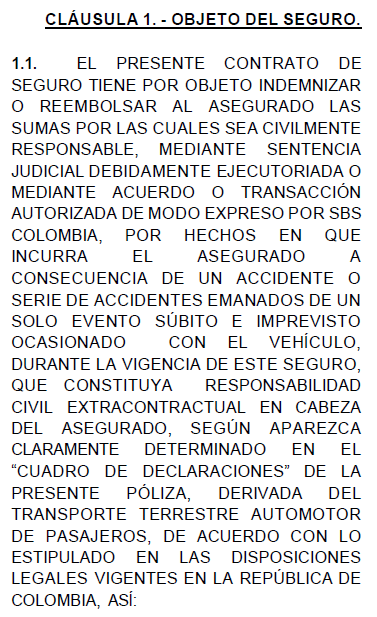 CLÁUSULA 1. - OBJETO DEL SEGURO.
1.1. EL PRESENTE CONTRATO DE
SEGURO TIENE POR OBJETO INDEMNIZAR
O REEMBOLSAR AL ASEGURADO LAS
SUMAS POR LAS CUALES SEA CIVILMENTE
RESPONSABLE, MEDIANTE SENTENCIA
JUDICIAL DEBIDAMENTE EJECUTORIADA O
MEDIANTE ACUERDO O TRANSACCIÓN
AUTORIZADA DE MODO EXPRESO POR SBS
COLOMBIA, POR HECHOS EN QUE
INCURRA EL ASEGURADO A
CONSECUENCIA DE UN ACCIDENTE O
SERIE DE ACCIDENTES EMANADOS DE UN
SOLO EVENTO SÚBITO E IMPREVISTO
OCASIONADO CON EL VEHÍCULO,
DURANTE LA VIGENCIA DE ESTE SEGURO,
QUE CONSTITUYA RESPONSABILIDAD
CIVIL EXTRACONTRACTUAL EN CABEZA
DEL ASEGURADO, SEGÚN APAREZCA
CLARAMENTE DETERMINADO EN EL
“CUADRO DE DECLARACIONES” DE LA
PRESENTE PÓLIZA, DERIVADA DEL
TRANSPORTE TERRESTRE AUTOMOTOR
DE PASAJEROS, DE ACUERDO CON LO
ESTIPULADO EN LAS DISPOSICIONES
LEGALES VIGENTES EN LA REPÚBLICA DE
COLOMBIA, ASÍ: